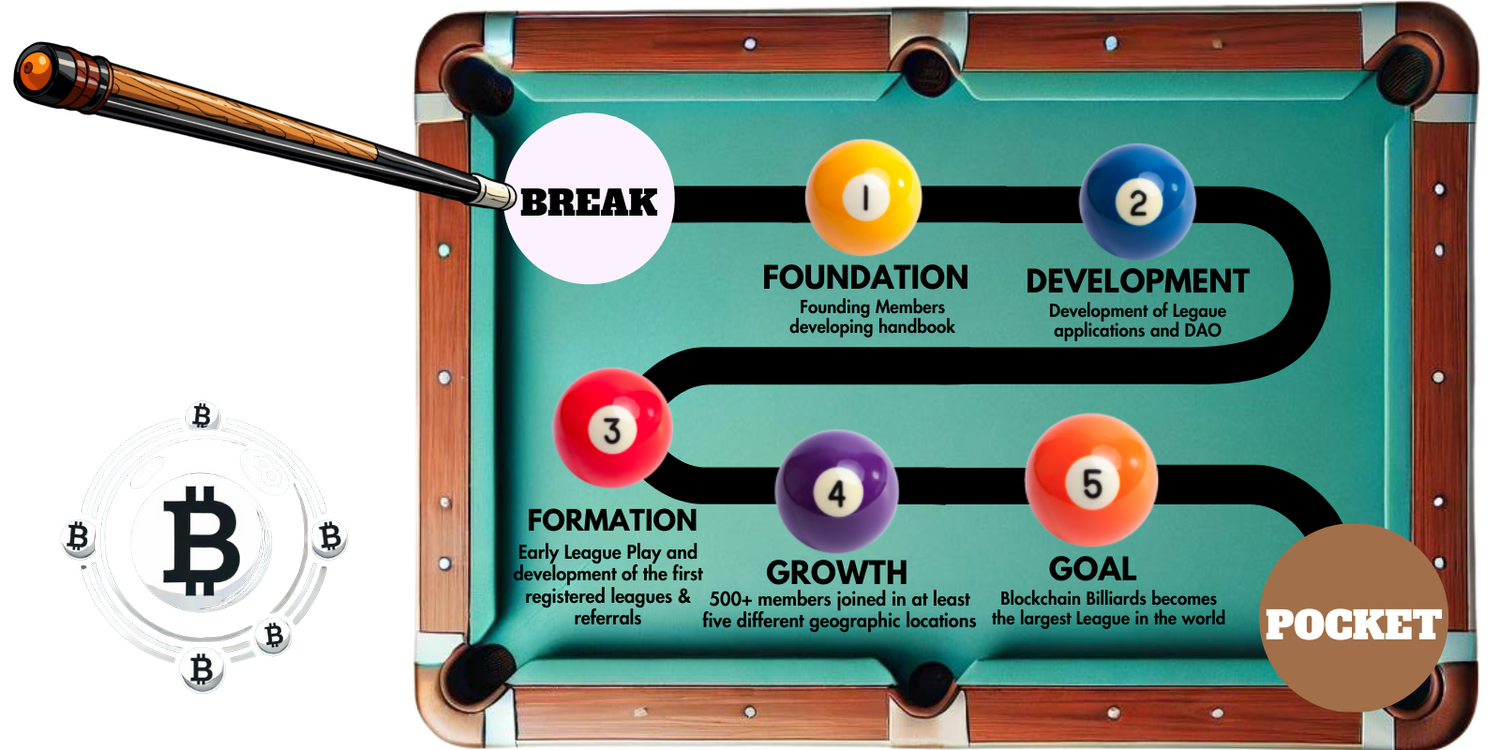 BREAK
1
2
FOUNDATION
Founding Members
developing handbook
DEVELOPMENT
Development of Legaue
applications and DAO
3
4
5
FORMATION
Early League Play and
development of the first
registered leagues &
referrals
GROWTH
500+ members joined in at least
five different geographic locations
GOAL
Blockchain Billiards becomes
the largest League in the world
POCKET